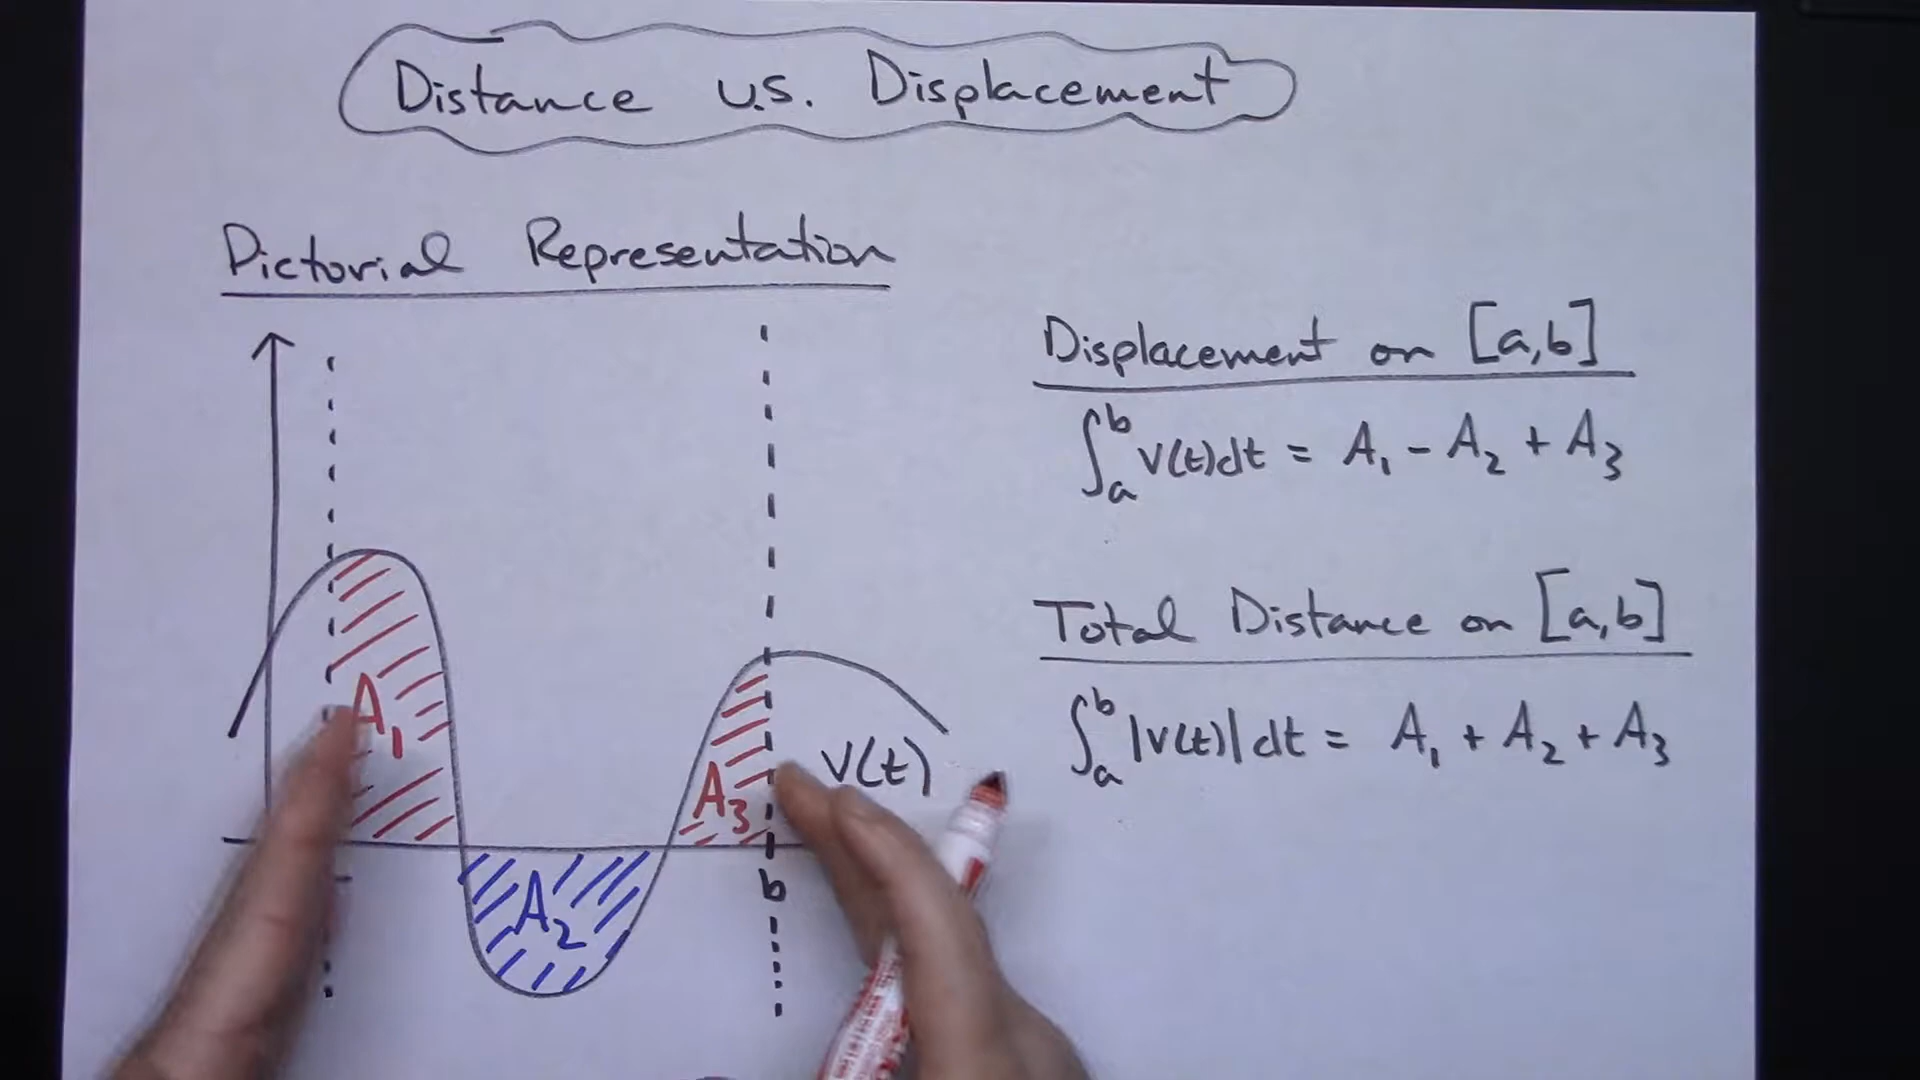 Distance v.s. Displacement
Pictorial Representation
Displacement on [a,b]
∫ₐᵇ v(t)dt = A₁ - A₂ + A₃
Total Distance on [a,b]
∫ₐᵇ |v(t)| dt = A₁ + A₂ + A₃
A₁
v(t)
A₃
b
A₂